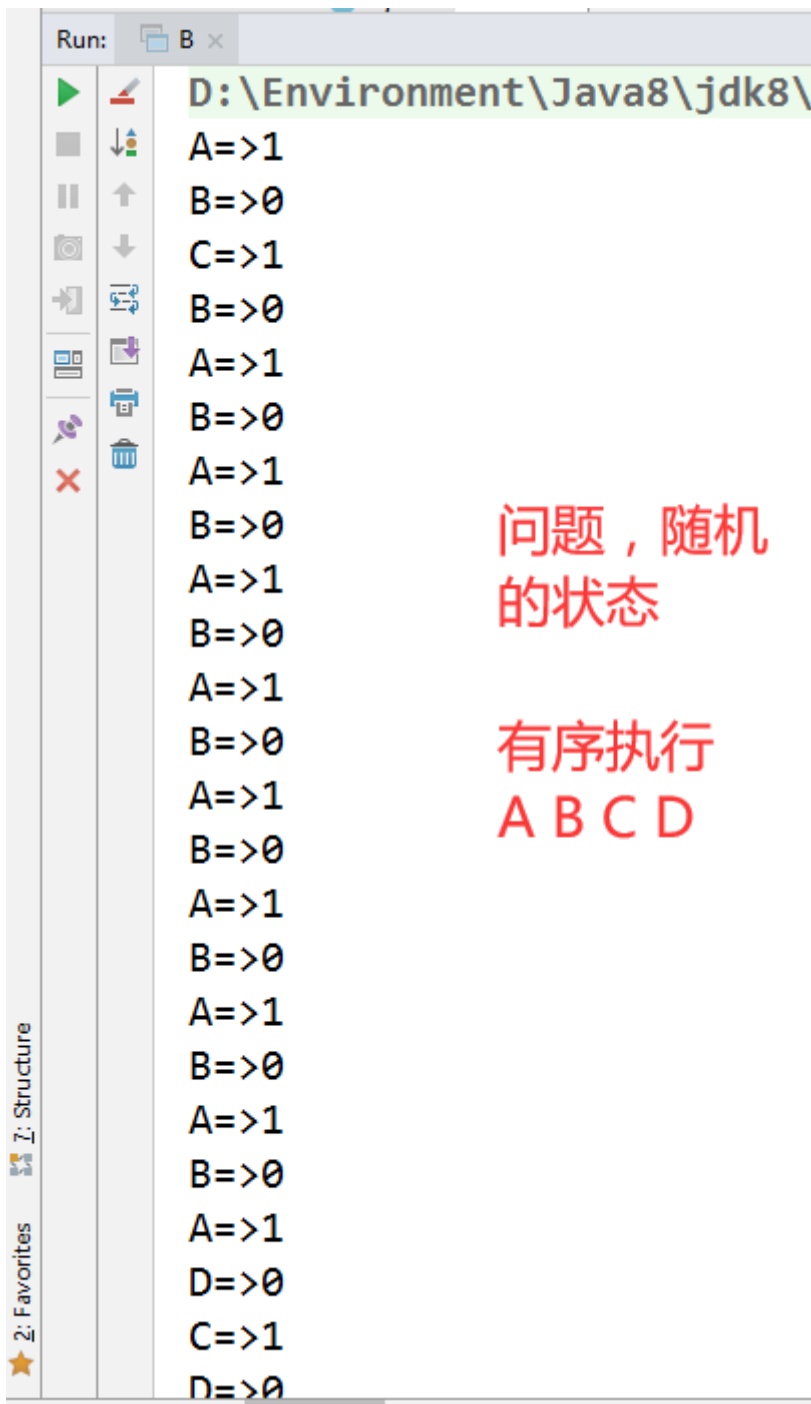 Run: B ×
D:\Environment\Java8\jdk8\
A=>1
B=>0
C=>1
B=>0
A=>1
B=>0
A=>1
B=>0
A=>1
B=>0
A=>1
B=>0
A=>1
B=>0
A=>1
B=>0
A=>1
B=>0
A=>1
B=>0
A=>1
D=>0
C=>1
D=>0
问题，随机
的状态
有序执行
A B C D
7: Structure
2: Favorites